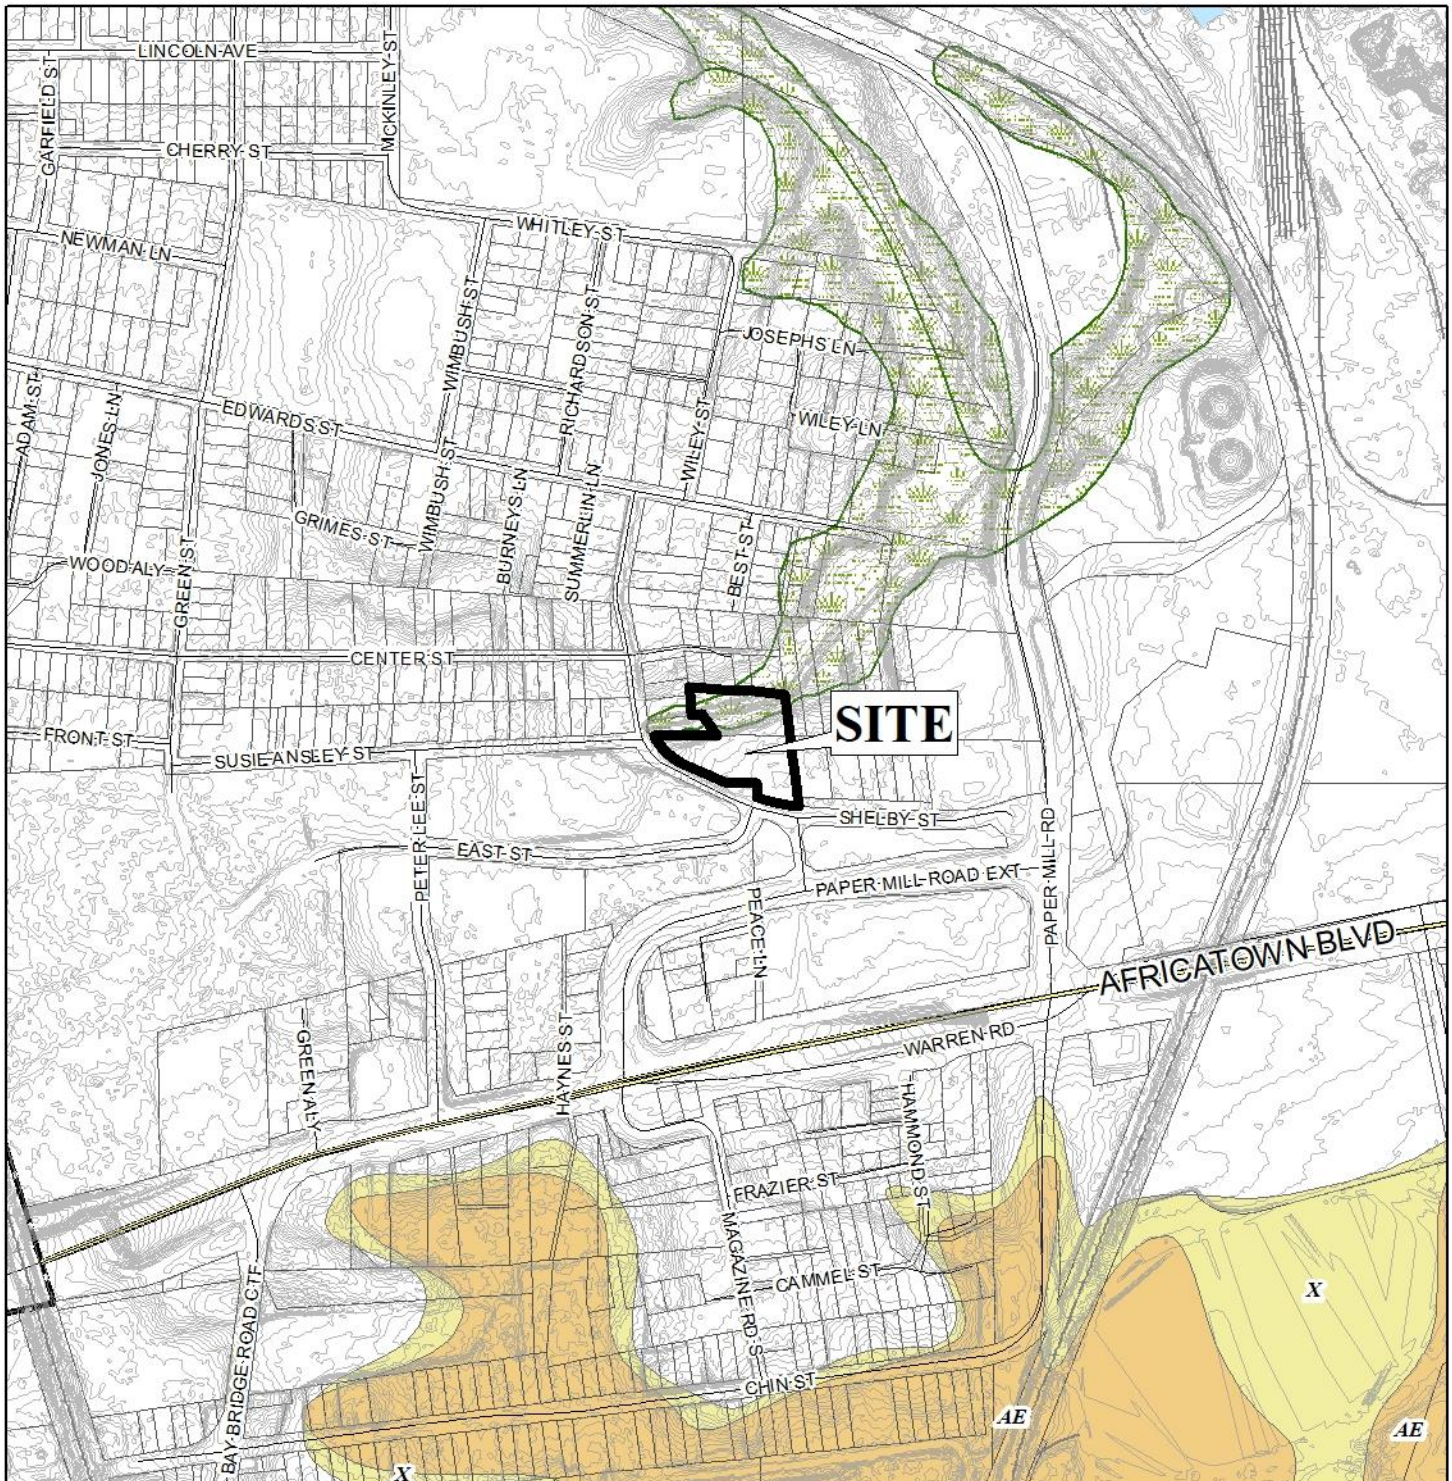 LINCOLN AVE
MCKINLEY ST
GARFIELD ST
CHERRY ST
WHITLEY ST
NEWMAN LN
WIMBUSH ST
RICHARDSON ST
JOSEPHS LN
ADAM ST
JONES LN
EDWARDS ST
WILEY ST
WILEY LN
GRIMES ST
WIMBUSH ST
BURNEYS LN
SUMMERLIN LN
BEST ST
WOOD ALY
GREEN ST
CENTER ST
SITE
FRONT ST
SUSIE ANSLEY ST
PETER LEE ST
SHELBY ST
EAST ST
PAPER MILL RD
PAPER MILL ROAD EXT
PEACE LN
AFRICATOWN BLVD
HAYNES ST
GREEN ALY
WARREN RD
HAMMOND ST
FRAZIER ST
MAGAZINE RD S
CAMMEL ST
X
BAY BRIDGE ROAD CTF
CHIN ST
AE
AE
X